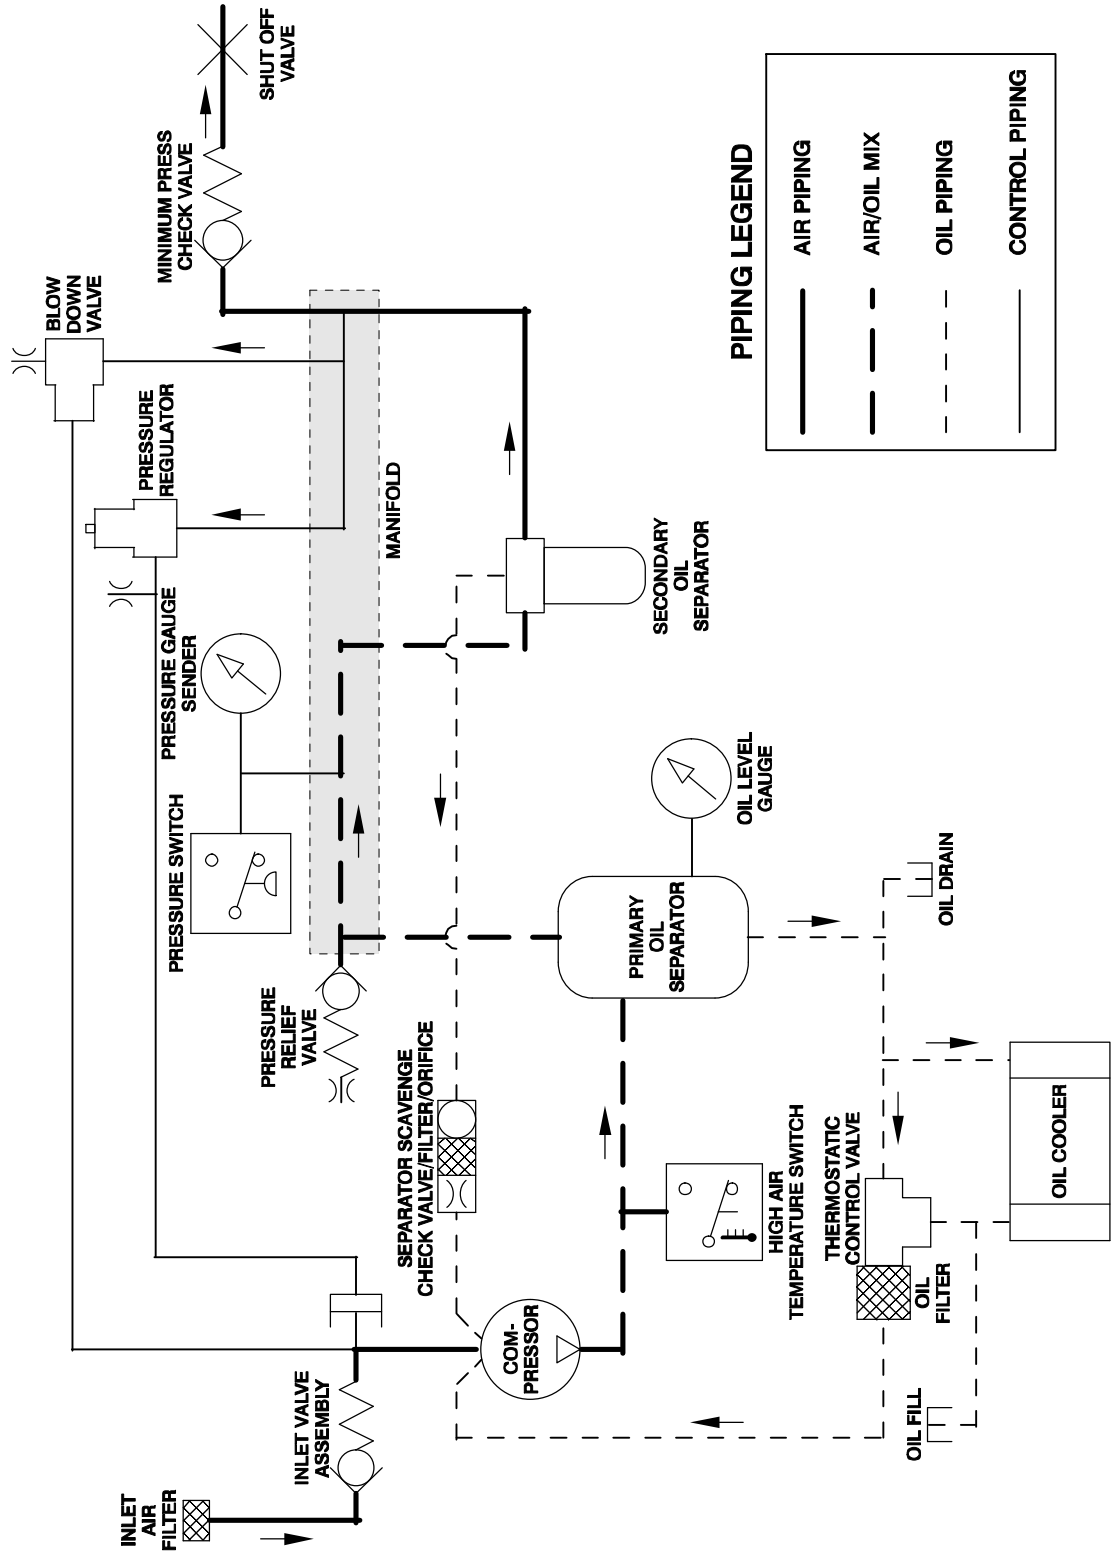 SHUT OFF
VALVE
MINIMUM PRESS
CHECK VALVE
BLOW
DOWN
VALVE
PRESSURE
REGULATOR
MANIFOLD
PRESSURE GAUGE
SENDER
PRESSURE SWITCH
PRESSURE
RELIEF
VALVE
SECONDARY
OIL
SEPARATOR
OIL LEVEL
GAUGE
PRIMARY
OIL
SEPARATOR
OIL DRAIN
SEPARATOR SCAVENGE
CHECK VALVE/FILTER/ORIFICE
HIGH AIR
TEMPERATURE SWITCH
THERMOSTATIC
CONTROL VALVE
OIL COOLER
OIL
FILTER
OIL FILL
COM-
PRESSOR
INLET VALVE
ASSEMBLY
INLET
AIR
FILTER
PIPING LEGEND
AIR PIPING
AIR/OIL MIX
OIL PIPING
CONTROL PIPING